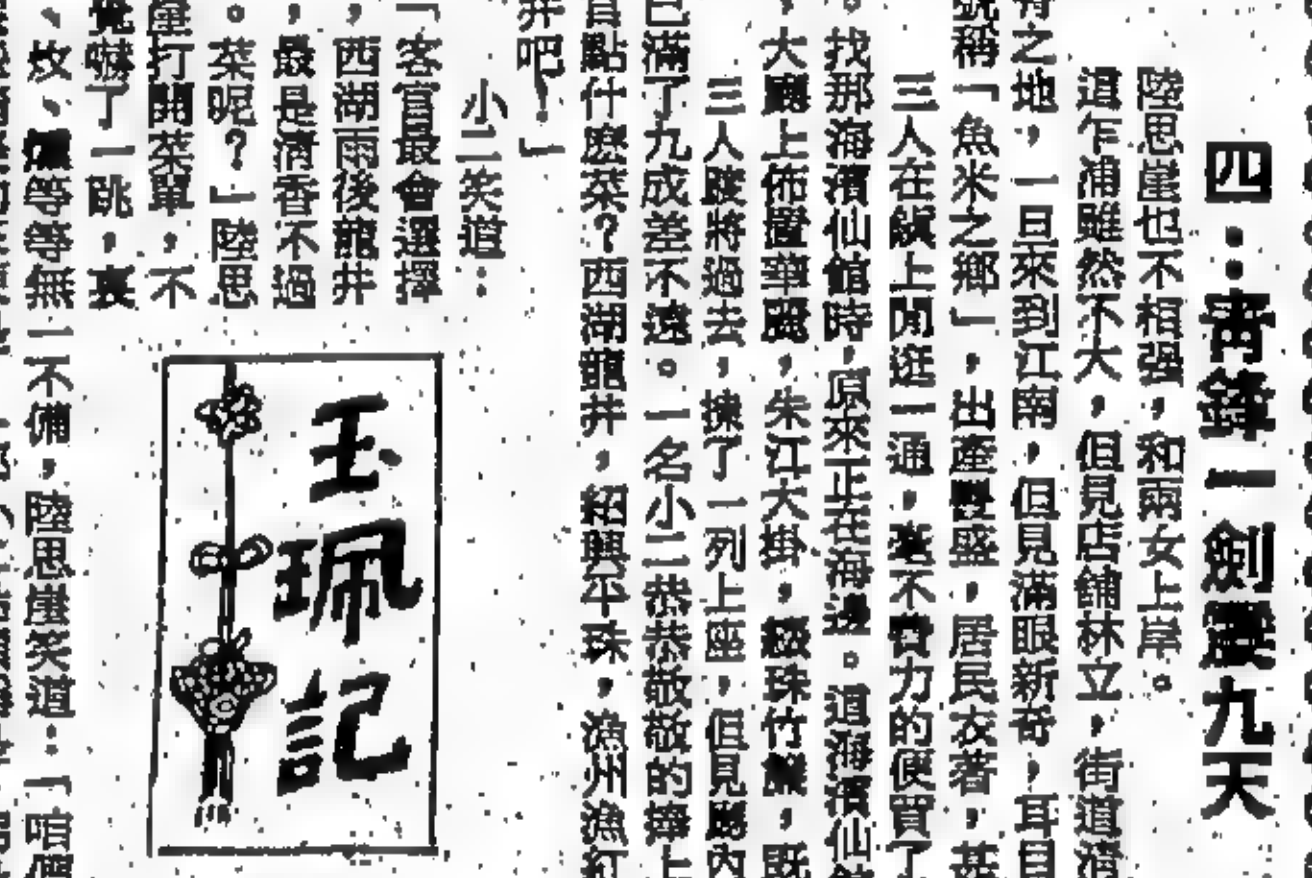 四：青鋒一劍震九天
陸思崖也不相强，和兩女上岸。
這乍浦雖然不大，但見店舖林立，街道清
之地，一旦來到江南，但見滿眼新奇，耳目
號稱「魚米之鄉」，出產豐盛，居民衣著，甚
三人在鎮上閒逛一通，毫不費力的便買了
。找那海濱仙館時，原來正在海邊。這海濱仙
，大廳上佈置華麗，朱江大掛，綴珠竹簾，既
三人踱將過去，揀了一列上座，但見廳內
已滿了九成差不遠。一名小二恭恭敬敬的捧上
官點什麽菜？西湖龍井，紹興平珠，漁州漁紅
井吧！」
小二笑道：
「客官最會選擇
，西湖雨後龍井
，最是清香不過
。菜呢？」陸思
崖打開菜單，不
覺嚇了一跳，裏
、炆、等等無一不備，陸思崖笑道：「咱們
玉珮記